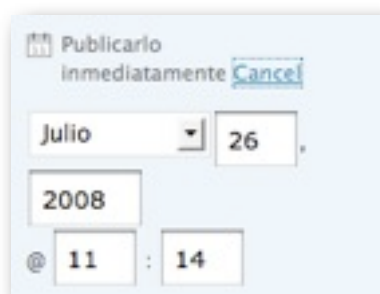 Publicarlo
inmediatamente Cancel
Julio 26,
2008
@ 11 : 14